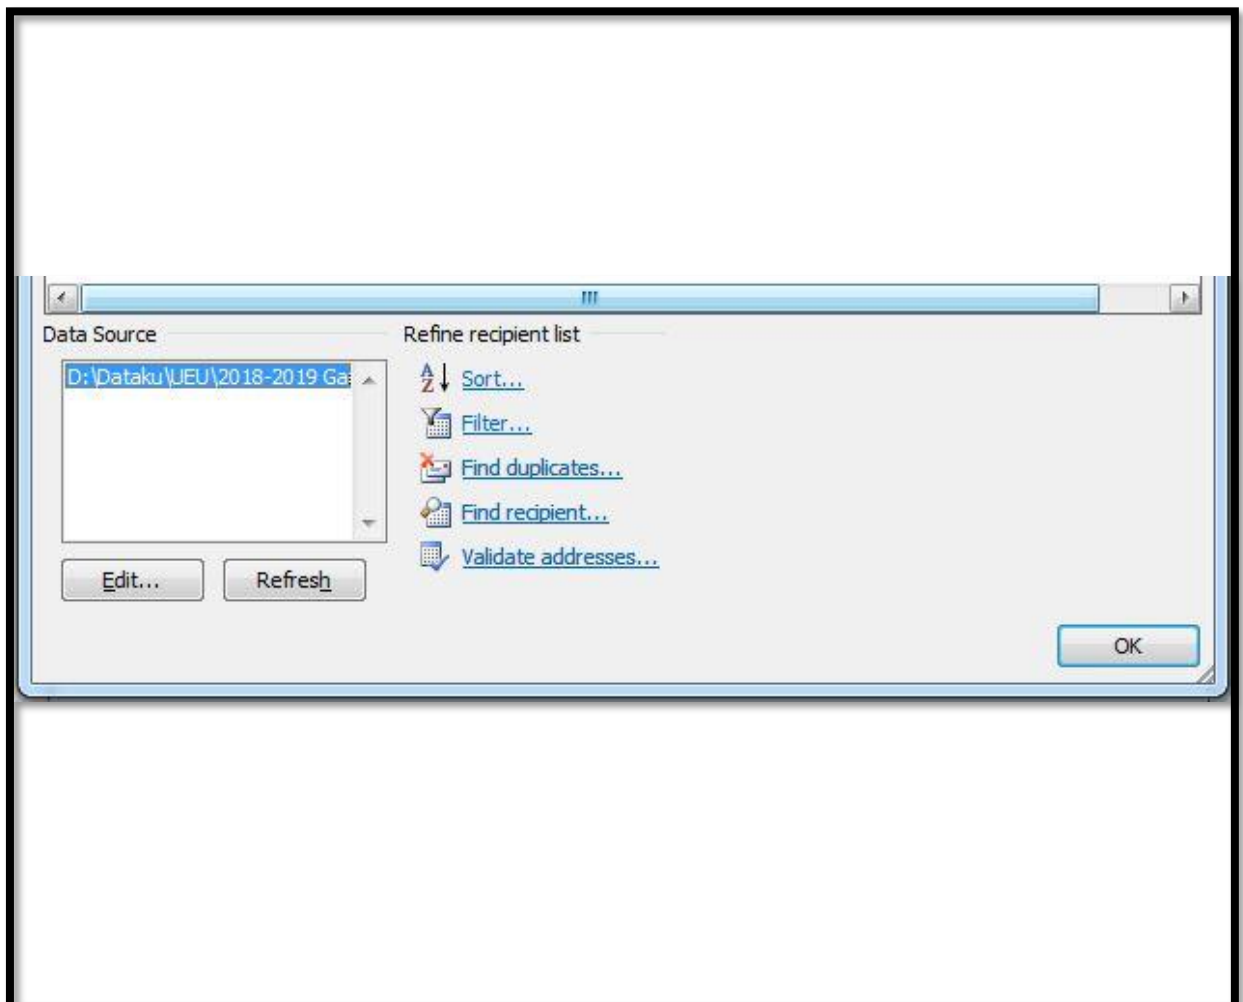 Data Source
Refine recipient list
D:\Dataku\UEU\2018-2019 Ga
Sort...
Filter...
Find duplicates...
Find recipient...
Validate addresses...
Edit...
Refresh
OK